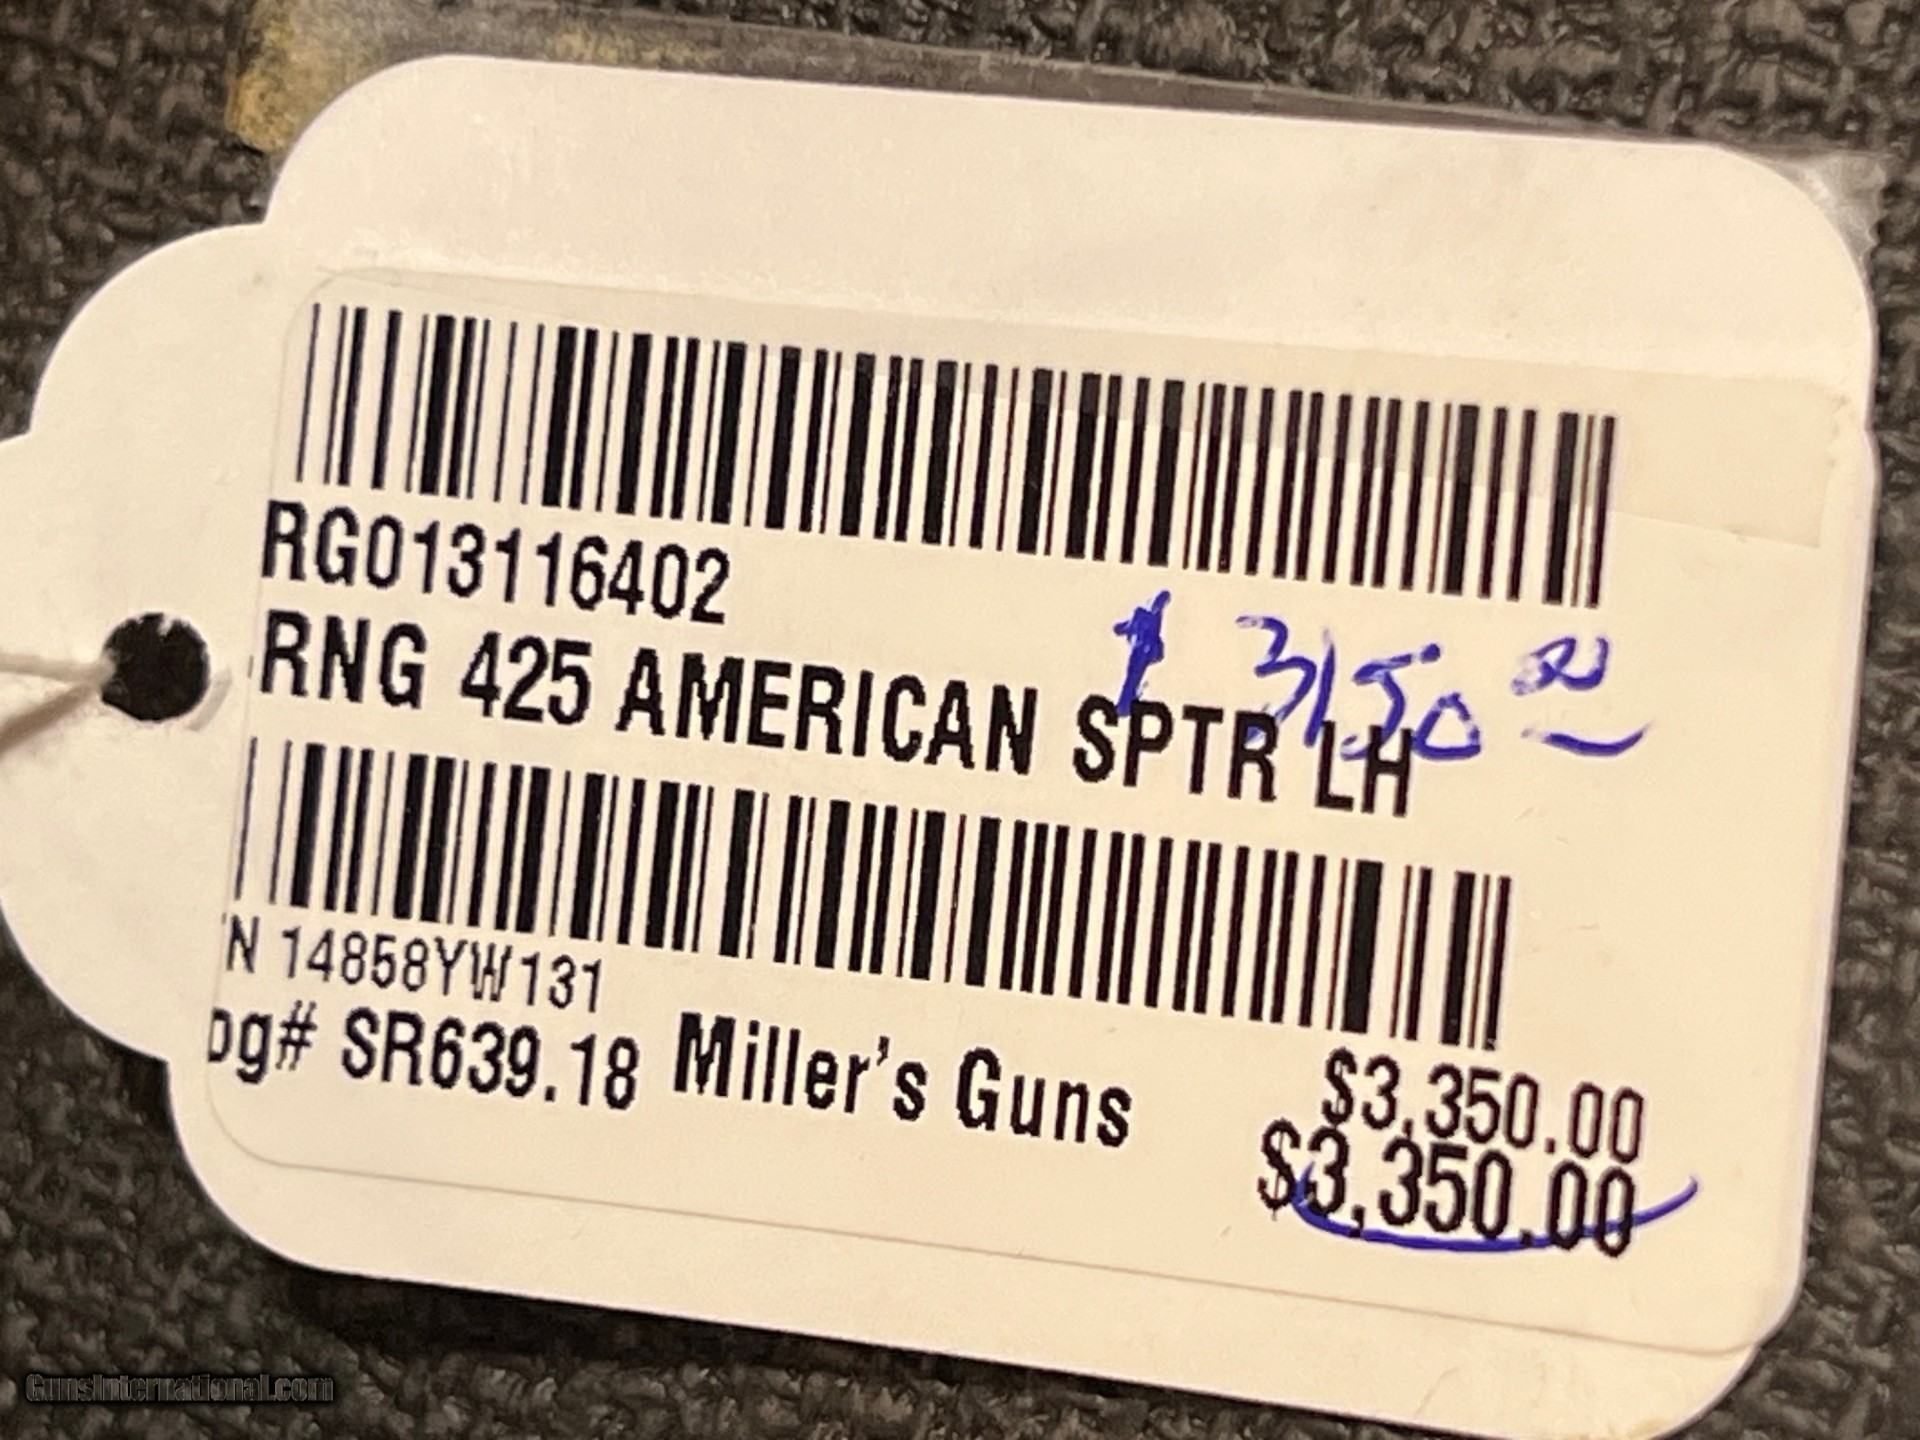 RG013116402
$ 3150 00
RNG 425 AMERICAN SPTR LH
N 14858YW131
og# SR639.18 Miller's Guns
$3,350.00
$3,350.00
GunsInternational.com